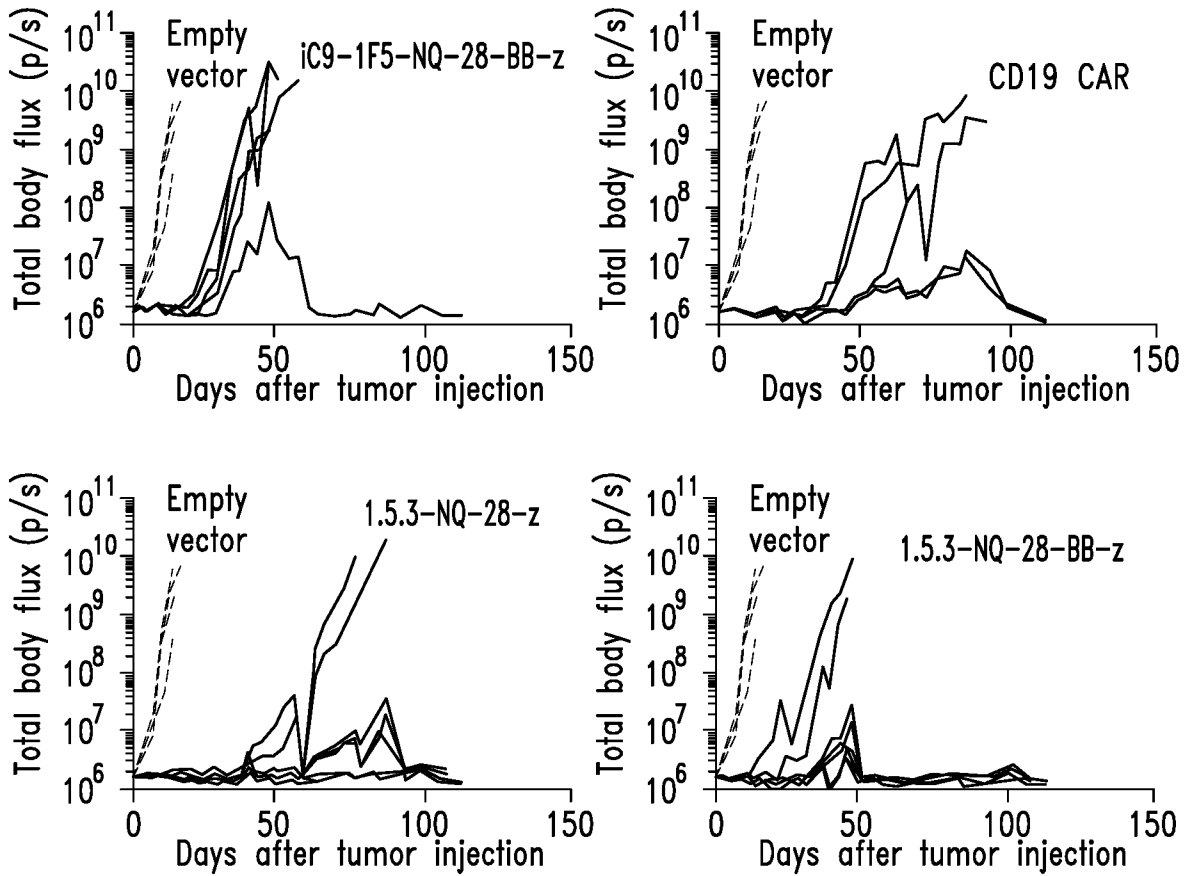 Total body flux (p/s)
10^11
10^10
10^9
10^8
10^7
10^6
Empty
vector
iC9-1F5-NQ-28-BB-z
0 50 100 150
Days after tumor injection
Total body flux (p/s)
10^11
10^10
10^9
10^8
10^7
10^6
Empty
vector
CD19 CAR
0 50 100 150
Days after tumor injection
Total body flux (p/s)
10^11
10^10
10^9
10^8
10^7
10^6
Empty
vector
1.5.3-NQ-28-z
0 50 100 150
Days after tumor injection
Total body flux (p/s)
10^11
10^10
10^9
10^8
10^7
10^6
Empty
vector
1.5.3-NQ-28-BB-z
0 50 100 150
Days after tumor injection